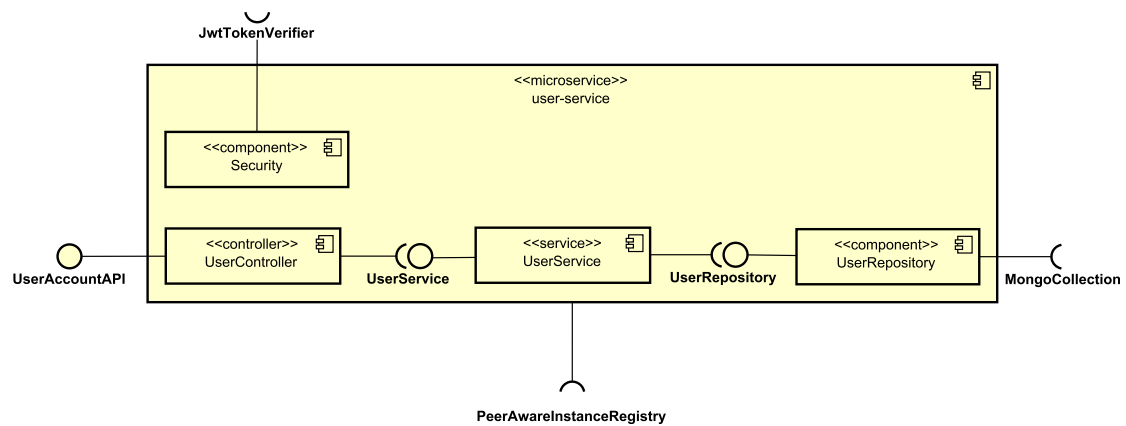 JwtTokenVerifier
<<microservice>>
user-service
<<component>>
Security
<<controller>>
UserController
<<service>>
UserService
<<component>>
UserRepository
UserAccountAPI
UserService
UserRepository
MongoCollection
PeerAwareInstanceRegistry